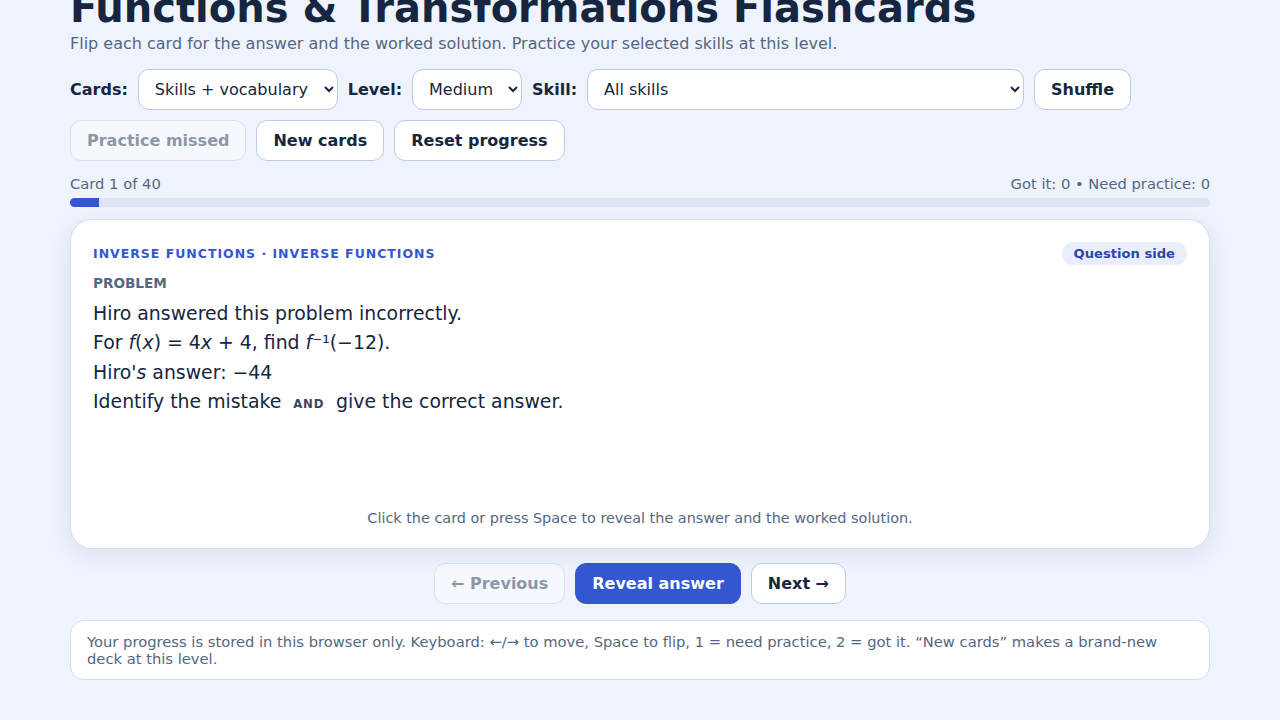 Functions & Transformations Flashcards
Flip each card for the answer and the worked solution. Practice your selected skills at this level.
Cards: Skills + vocabulary Level: Medium Skill: All skills Shuffle
Practice missed New cards Reset progress
Card 1 of 40 Got it: 0 • Need practice: 0
INVERSE FUNCTIONS · INVERSE FUNCTIONS Question side
PROBLEM
Hiro answered this problem incorrectly.
For f(x) = 4x + 4, find f⁻¹(−12).
Hiro's answer: −44
Identify the mistake AND give the correct answer.
Click the card or press Space to reveal the answer and the worked solution.
← Previous Reveal answer Next →
Your progress is stored in this browser only. Keyboard: ←/→ to move, Space to flip, 1 = need practice, 2 = got it. “New cards” makes a brand-new
deck at this level.